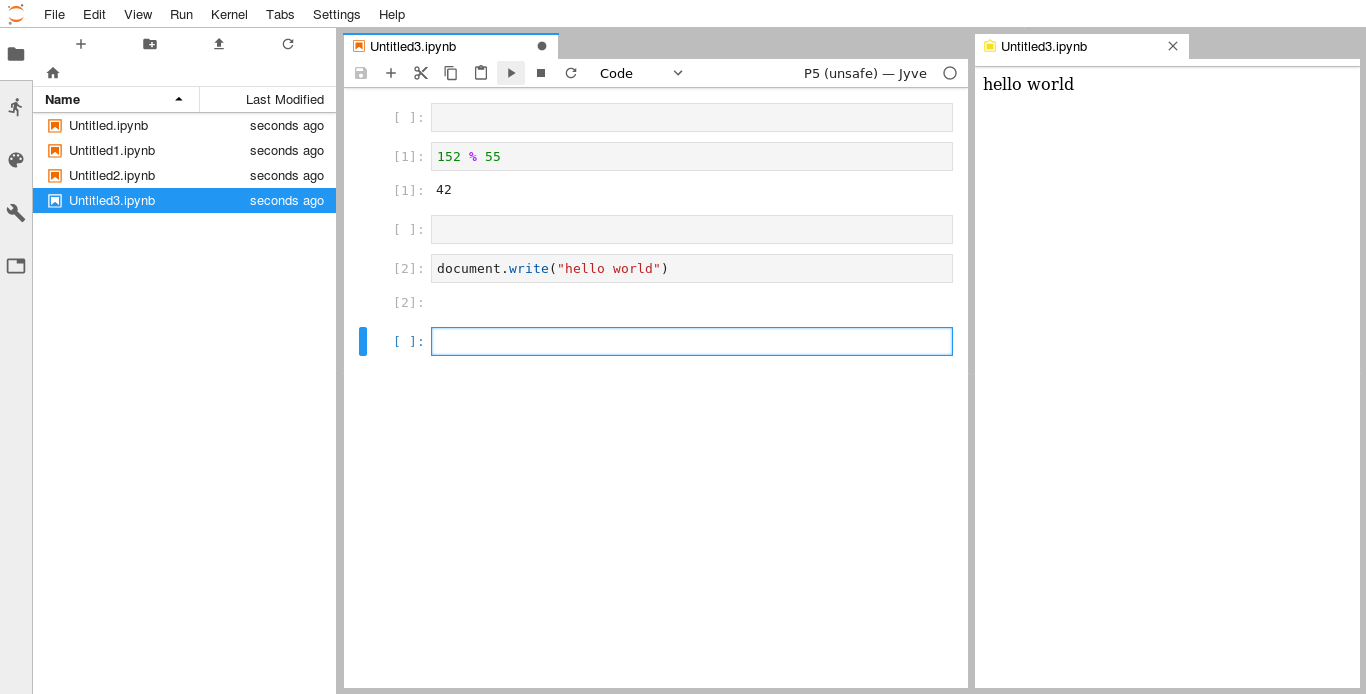 File Edit View Run Kernel Tabs Settings Help
Name Last Modified
Untitled.ipynb seconds ago
Untitled1.ipynb seconds ago
Untitled2.ipynb seconds ago
Untitled3.ipynb seconds ago
Untitled3.ipynb
Code P5 (unsafe) — Jyve
[ ]:
[1]: 152 % 55
[1]: 42
[ ]:
[2]: document.write("hello world")
[2]:
[ ]:
Untitled3.ipynb
hello world